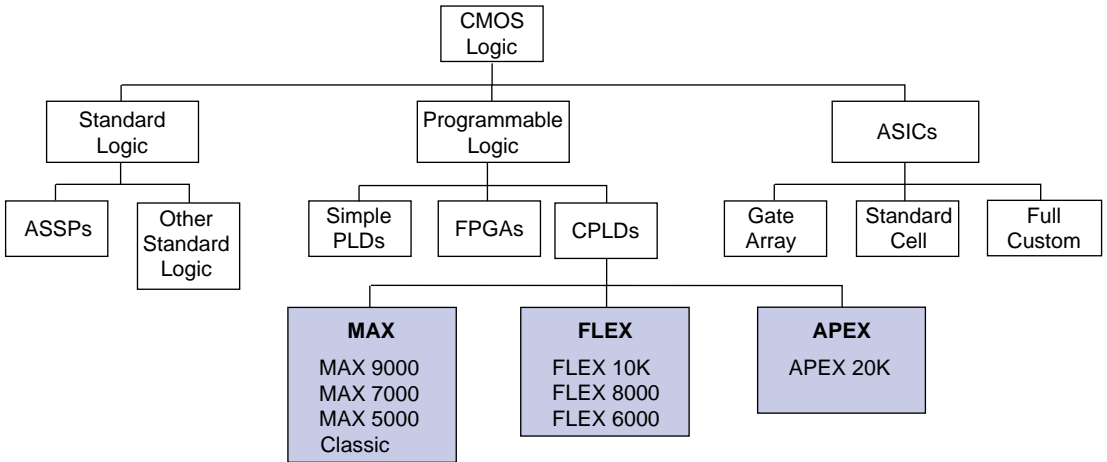 CMOS
Logic
Standard
Logic
Programmable
Logic
ASICs
ASSPs
Other
Standard
Logic
Simple
PLDs
FPGAs
CPLDs
Gate
Array
Standard
Cell
Full
Custom
MAX
MAX 9000
MAX 7000
MAX 5000
Classic
FLEX
FLEX 10K
FLEX 8000
FLEX 6000
APEX
APEX 20K